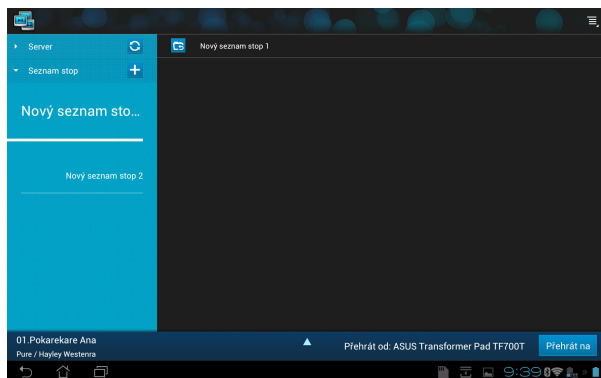 Server
Nový seznam stop 1
Seznam stop
Nový seznam sto...
Nový seznam stop 2
01.Pokarekare Ana
Pure / Hayley Westenra
Přehrát od: ASUS Transformer Pad TF700T
Přehrát na
9:39